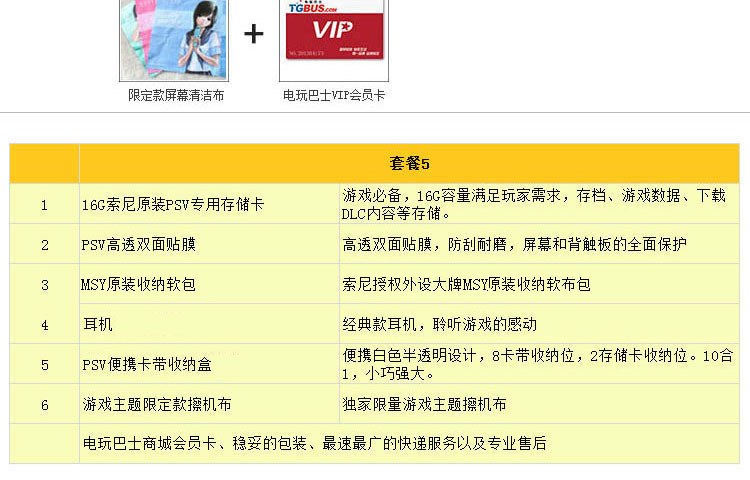 TGBUS.COM
VIP
限定款屏幕清洁布
电玩巴士VIP会员卡
套餐5
1 16G索尼原装PSV专用存储卡 游戏必备，16G容量满足玩家需求，存档、游戏数据、下载
DLC内容等存储。
2 PSV高透双面贴膜 高透双面贴膜，防刮耐磨，屏幕和背触板的全面保护
3 MSY原装收纳软包 索尼授权外设大牌MSY原装收纳软布包
4 耳机 经典款耳机，聆听游戏的感动
5 PSV便携卡带收纳盒 便携白色半透明设计，8卡带收纳位，2存储卡收纳位。10合
1，小巧强大。
6 游戏主题限定款擦机布 独家限量游戏主题擦机布
电玩巴士商城会员卡、稳妥的包装、最速最广的快递服务以及专业售后